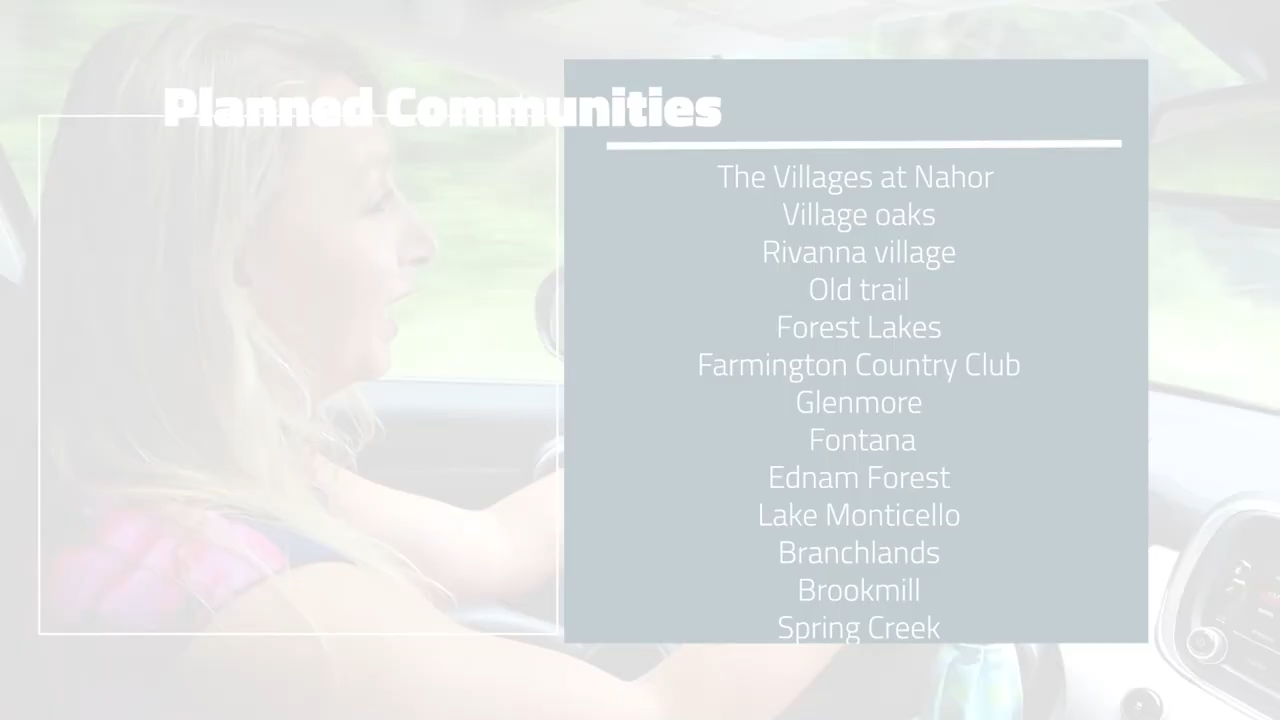 Planned Communities
The Villages at Nahor
Village oaks
Rivanna village
Old trail
Forest Lakes
Farmington Country Club
Glenmore
Fontana
Ednam Forest
Lake Monticello
Branchlands
Brookmill
Spring Creek